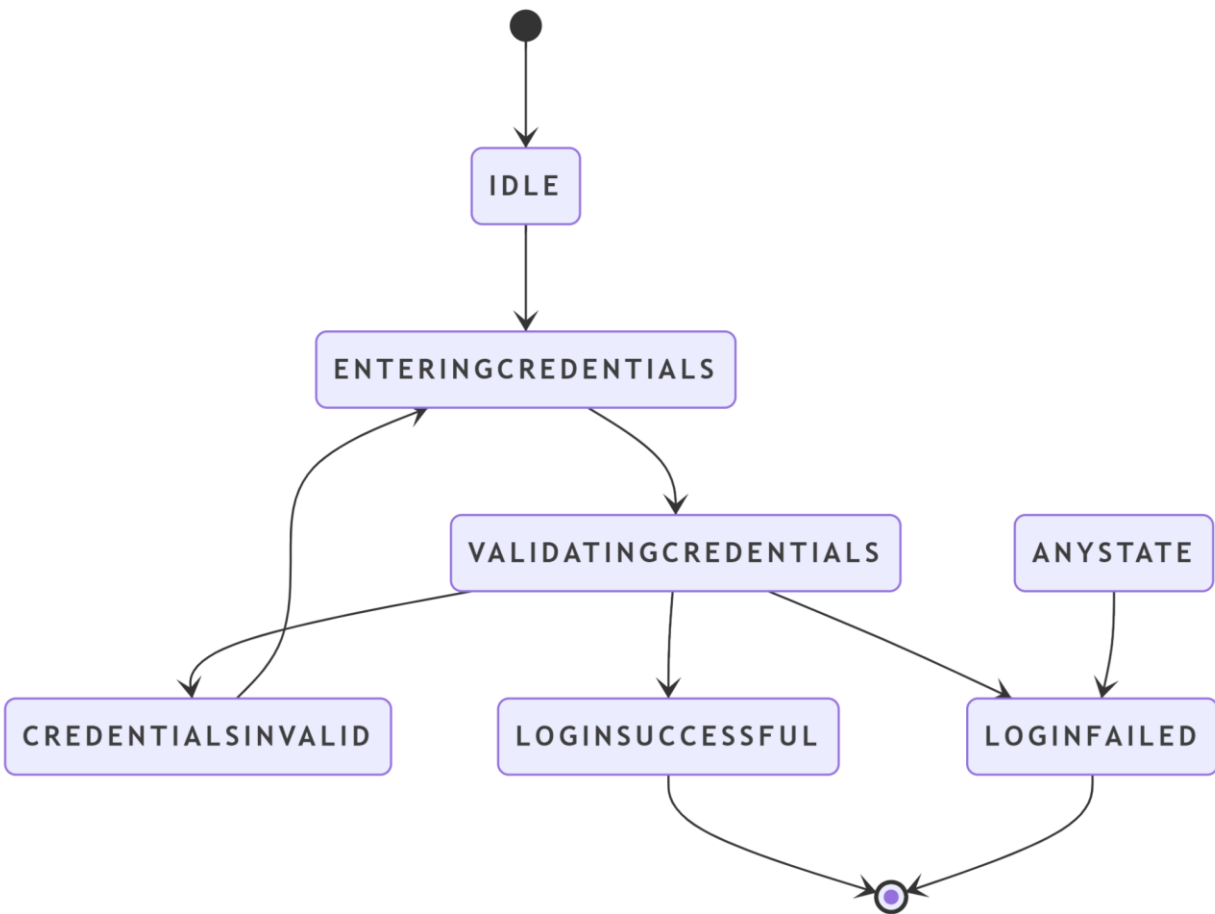 IDLE
ENTERINGCREDENTIALS
VALIDATINGCREDENTIALS
ANYSTATE
CREDENTIALSINVALID
LOGINSUCCESSFUL
LOGINFAILED